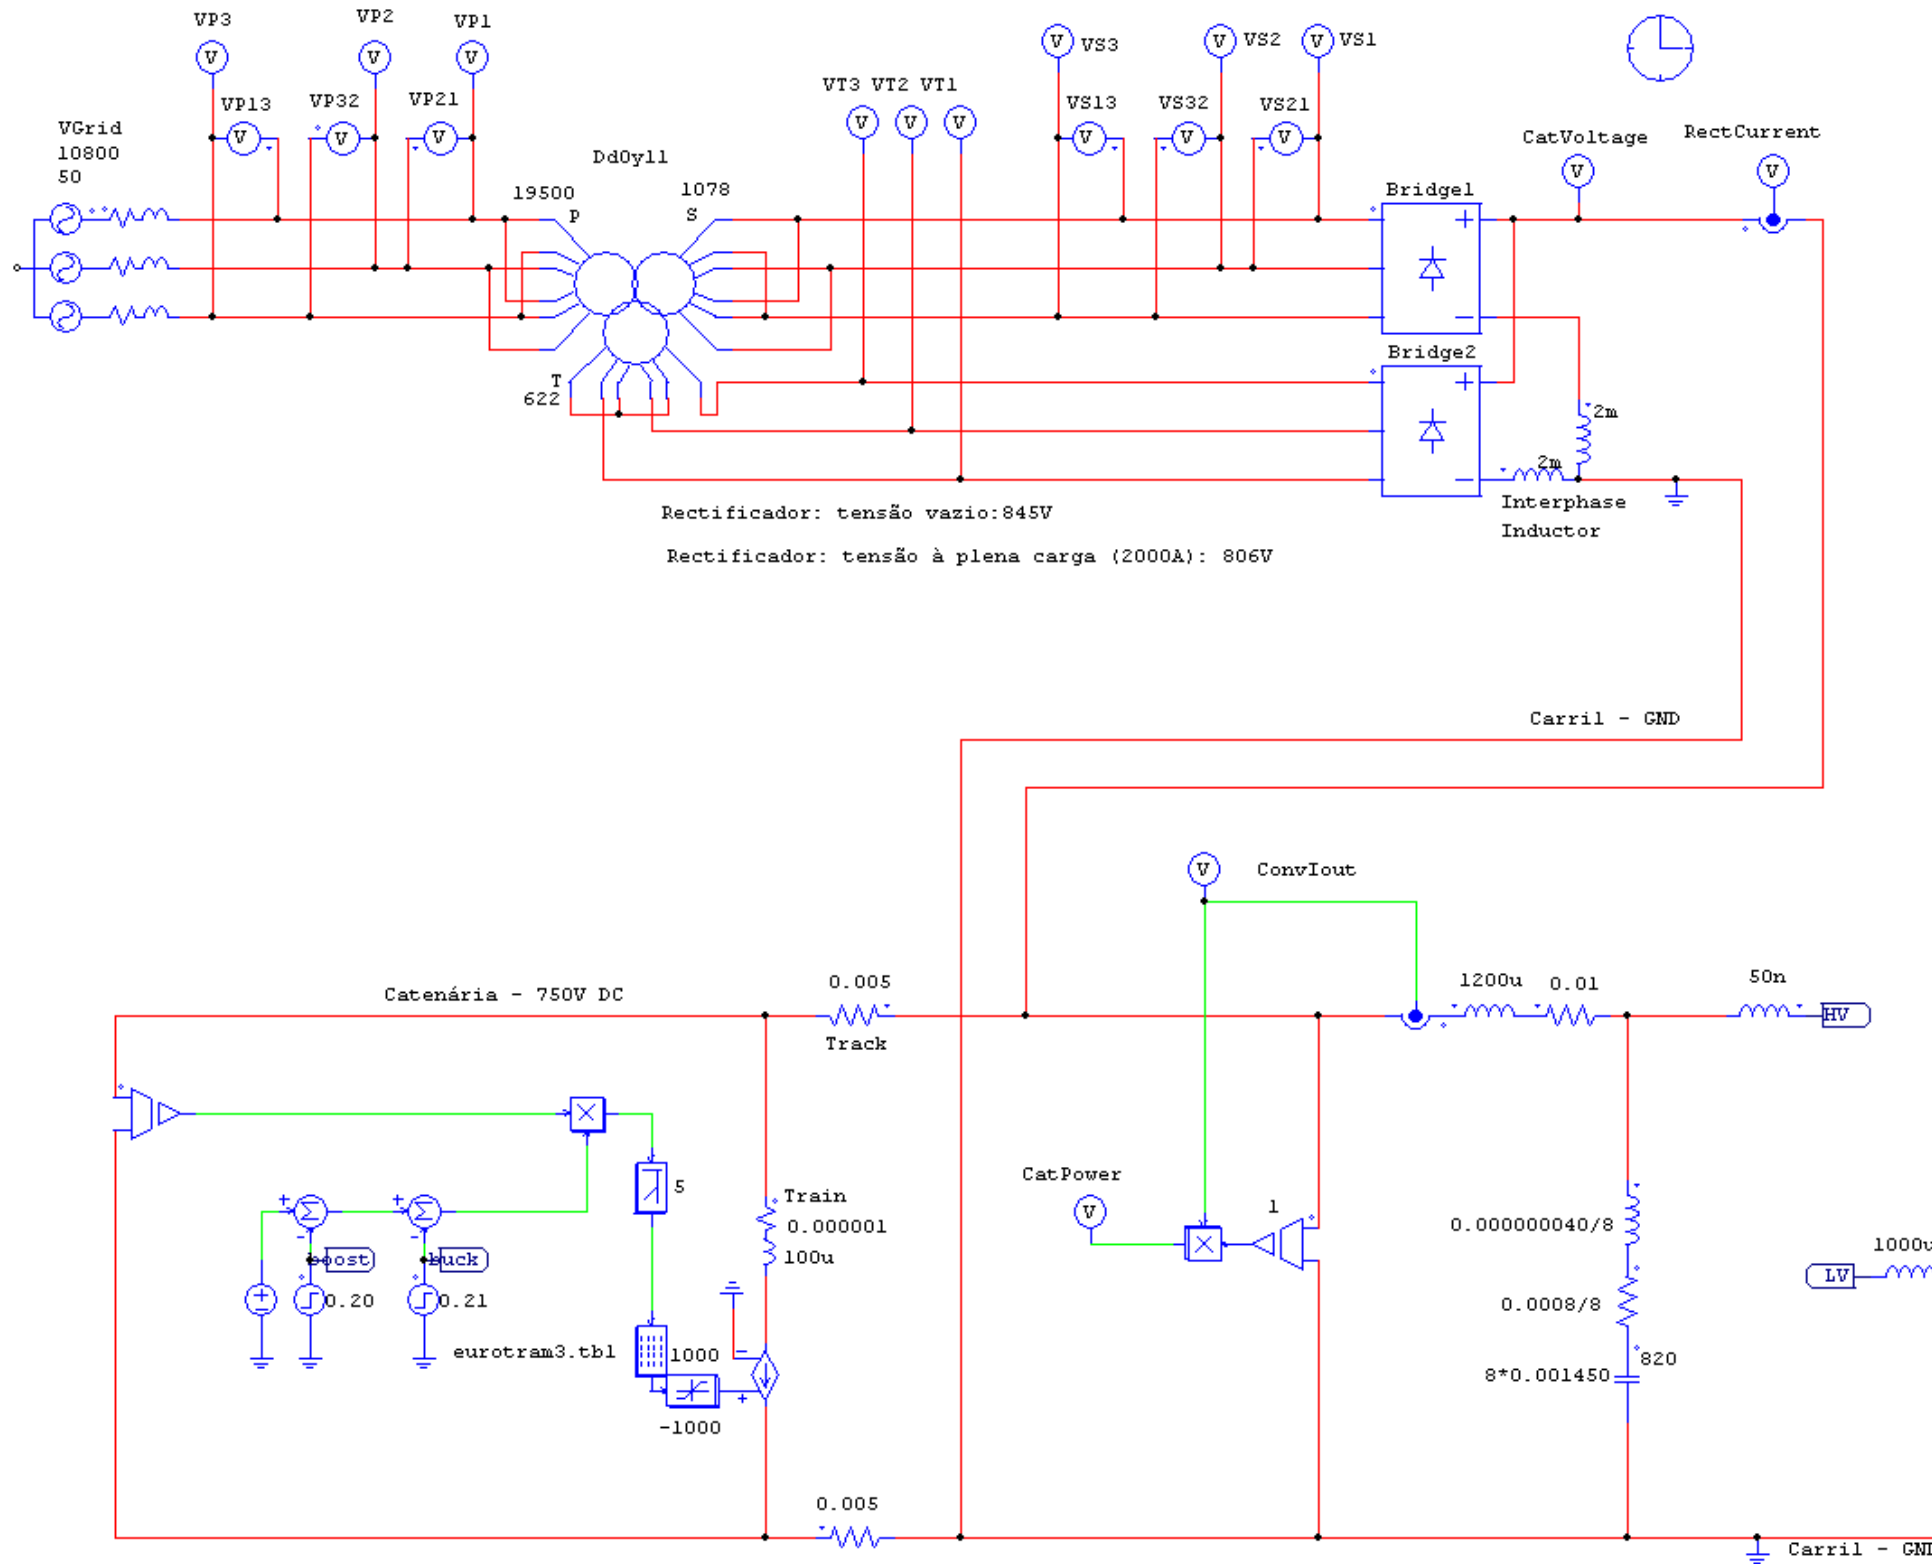 VP3
VP2
VP1
VS3
VS2
VS1
VT3 VT2 VT1
VP13
VP32
VP21
VS13
VS32
VS21
CatVoltage
RectCurrent
VGrid
10800
50
Dd0y11
19500
P
1078
S
Bridge1
Bridge2
T
622
2m
2m
Interphase
Inductor
Rectificador: tensão vazio:845V
Rectificador: tensão à plena carga (2000A): 806V
Carril - GND
ConvIout
Catenária - 750V DC
0.005
Track
1200u
0.01
50n
HV
CatPower
1
5
Train
0.000001
100u
boost
buck
0.20
0.21
eurotram3.tbl
1000
-1000
0.000000040/8
0.0008/8
820
8*0.001450
LV
1000u
0.005
Carril - GND